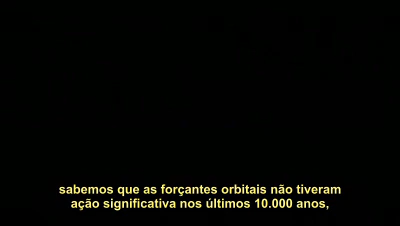 sabemos que as forçantes orbitais não tiveram
ação significativa nos últimos 10.000 anos,